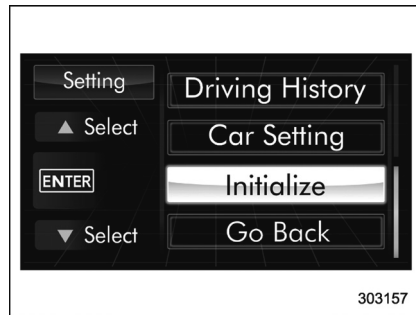 Setting
▲ Select
ENTER
▼ Select
Driving History
Car Setting
Initialize
Go Back
303157